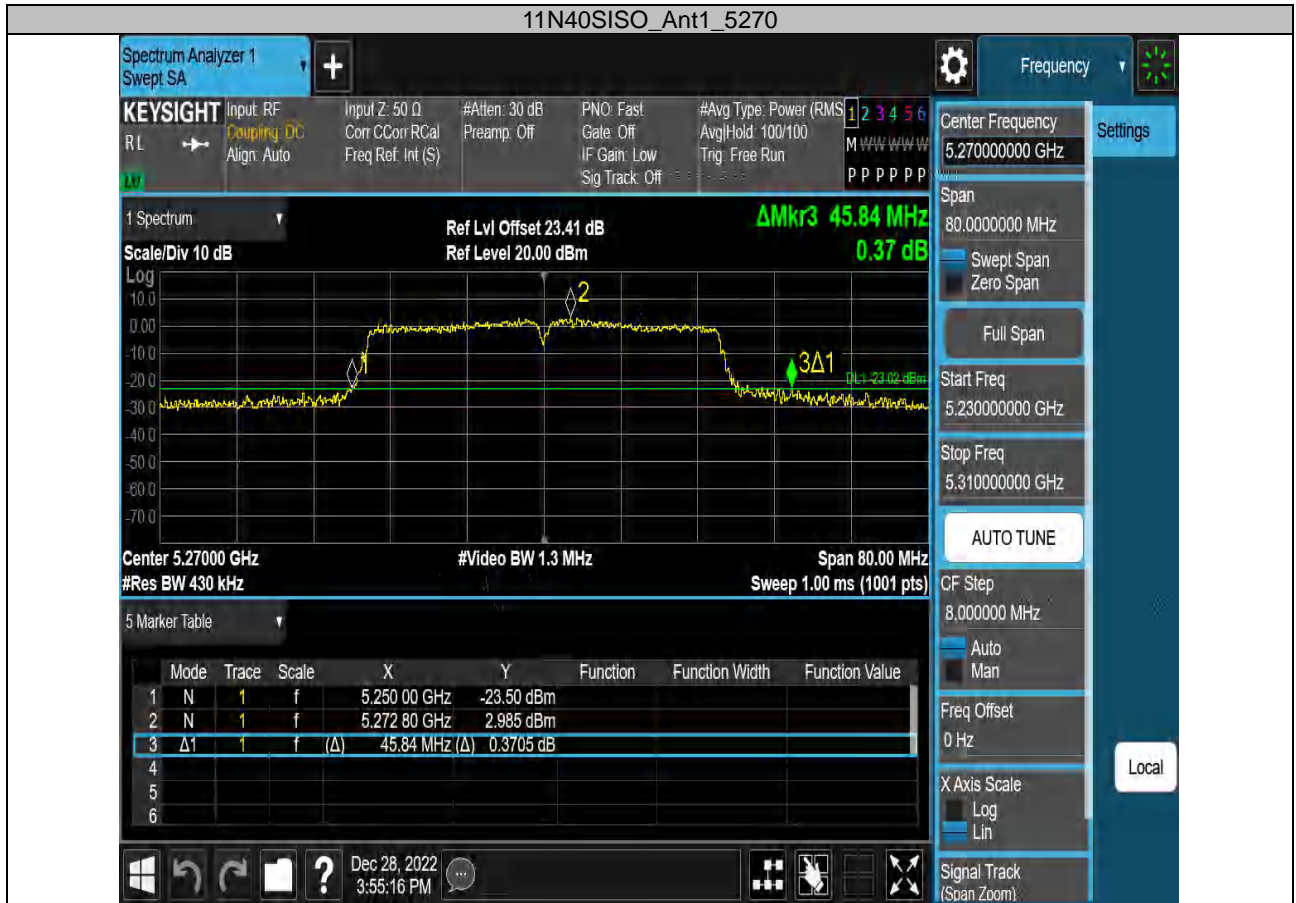 11N40SISO_Ant1_5270
Spectrum Analyzer 1
Swept SA
+
Frequency
KEYSIGHT
RL
Input: RF
Coupling: DC
Align: Auto
Input Z: 50 Ω
Corr CCorr RCal
Freq Ref: Int (S)
#Atten: 30 dB
Preamp: Off
PNO: Fast
Gate: Off
IF Gain: Low
Sig Track: Off
#Avg Type: Power (RMS
Avg|Hold: 100/100
Trig: Free Run
1 2 3 4 5 6
M W W W W W
P P P P P P
1 Spectrum
Scale/Div 10 dB
Ref Lvl Offset 23.41 dB
Ref Level 20.00 dBm
ΔMkr3 45.84 MHz
0.37 dB
Log
10.0
0.00
-10.0
-20.0
-30.0
-40.0
-50.0
-60.0
-70.0
1
2
3Δ1
DL1 -23.02 dBm
Center 5.27000 GHz
#Res BW 430 kHz
#Video BW 1.3 MHz
Span 80.00 MHz
Sweep 1.00 ms (1001 pts)
5 Marker Table
Mode Trace Scale X Y Function Function Width Function Value
1 N 1 f 5.250 00 GHz -23.50 dBm
2 N 1 f 5.272 80 GHz 2.985 dBm
3 Δ1 1 f (Δ) 45.84 MHz (Δ) 0.3705 dB
4
5
6
?
Dec 28, 2022
3:55:16 PM
Center Frequency
5.270000000 GHz
Settings
Span
80.0000000 MHz
Swept Span
Zero Span
Full Span
Start Freq
5.230000000 GHz
Stop Freq
5.310000000 GHz
AUTO TUNE
CF Step
8.000000 MHz
Auto
Man
Freq Offset
0 Hz
X Axis Scale
Log
Lin
Local
Signal Track
(Span Zoom)